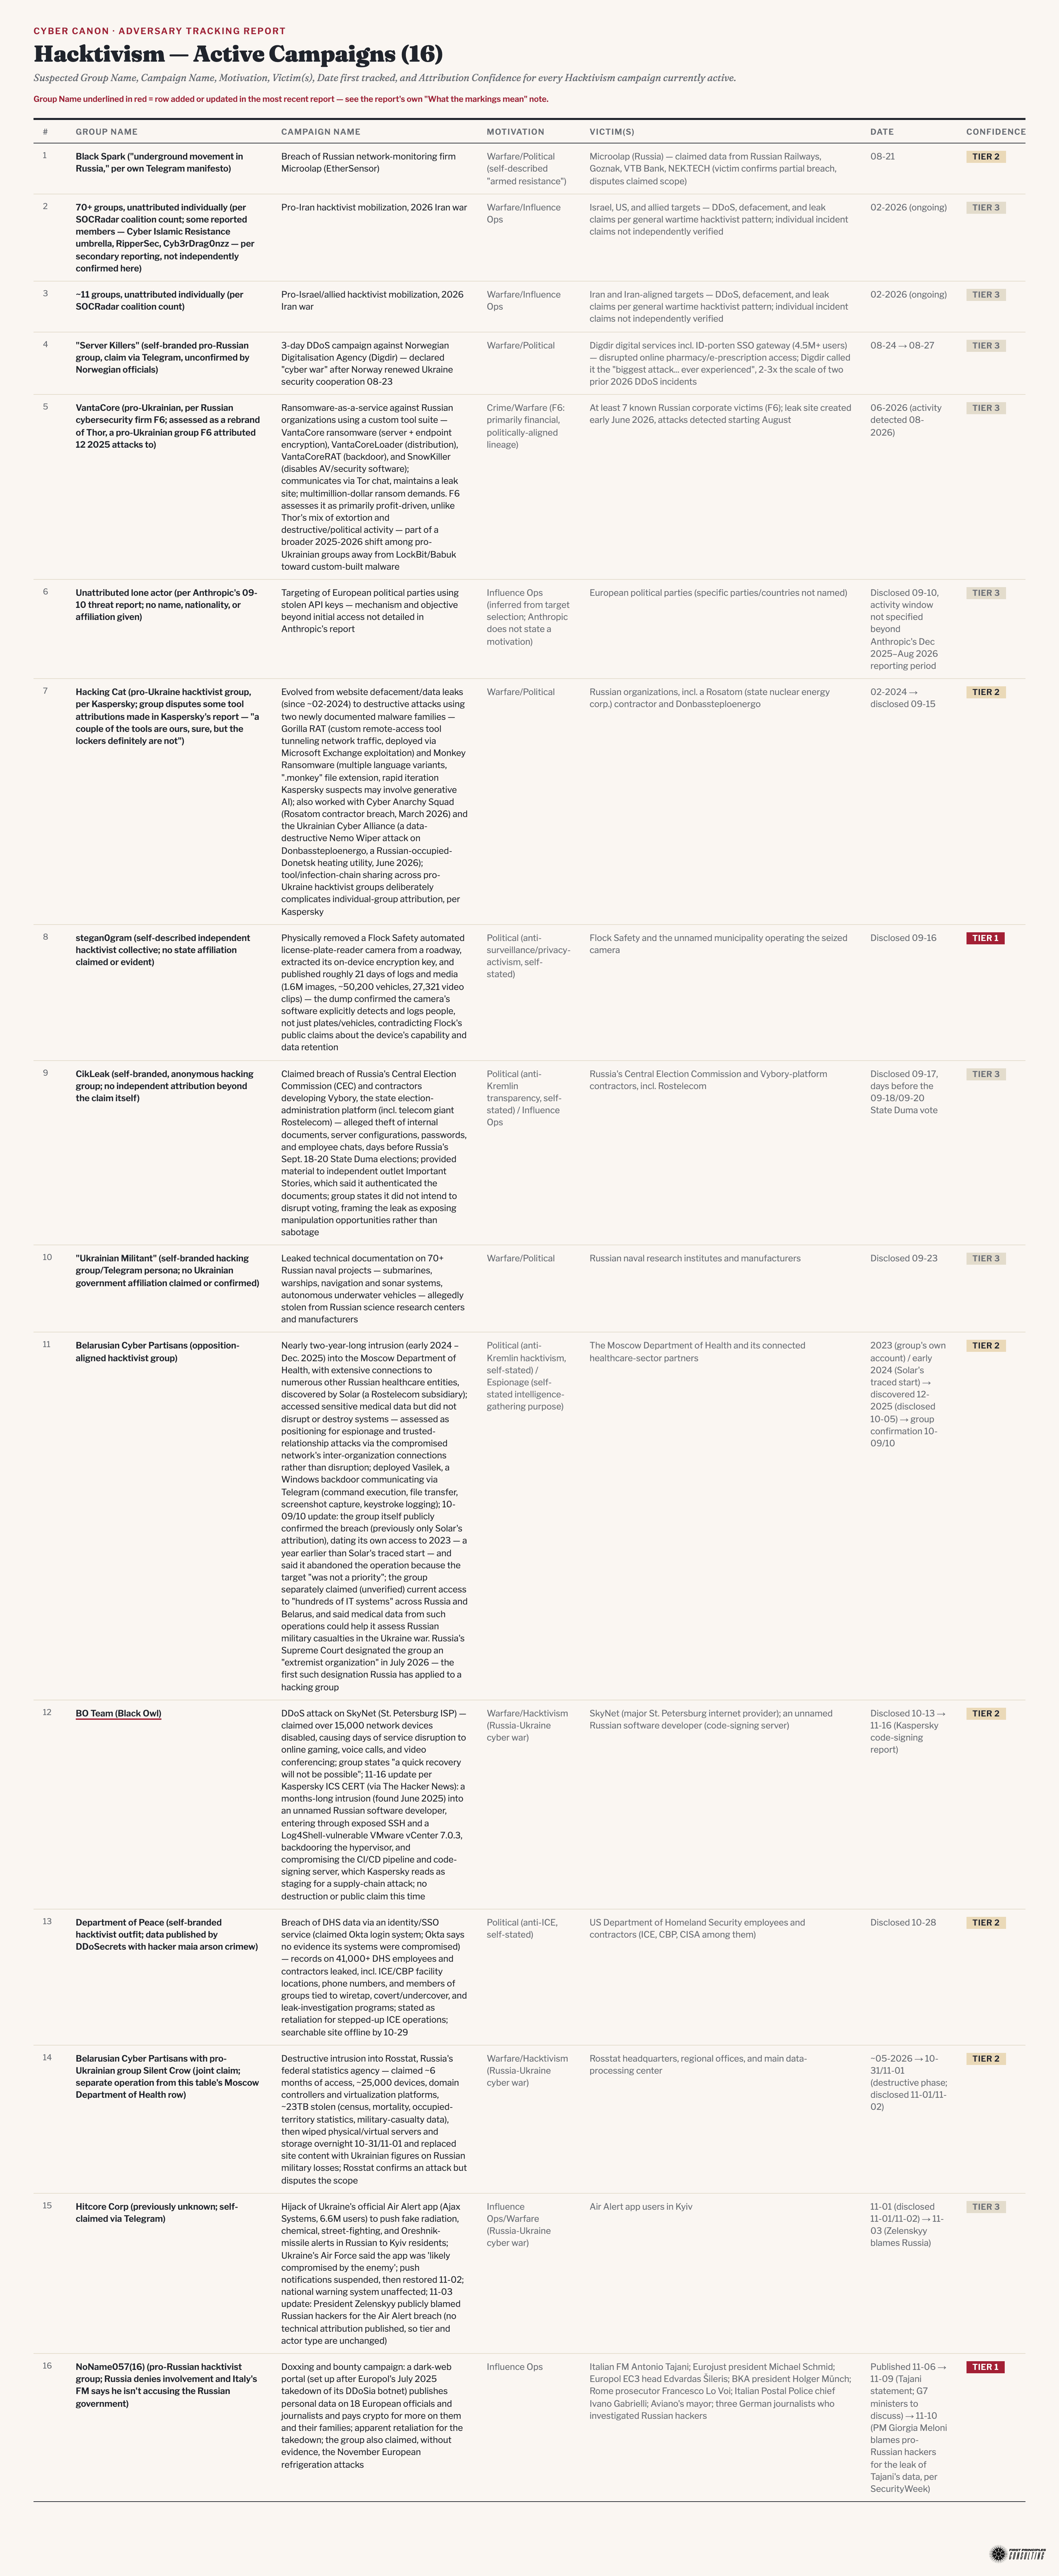 CYBER CANON · ADVERSARY TRACKING REPORT
Hacktivism — Active Campaigns (16)
Suspected Group Name, Campaign Name, Motivation, Victim(s), Date first tracked, and Attribution Confidence for every Hacktivism campaign currently active.
Group Name underlined in red = row added or updated in the most recent report — see the report's own "What the markings mean" note.
# GROUP NAME CAMPAIGN NAME MOTIVATION VICTIM(S) DATE CONFIDENCE
1
Black Spark ("underground movement in
Russia," per own Telegram manifesto)
Breach of Russian network-monitoring firm
Microolap (EtherSensor)
Warfare/Political
(self-described
"armed resistance")
Microolap (Russia) — claimed data from Russian Railways,
Goznak, VTB Bank, NEK.TECH (victim confirms partial breach,
disputes claimed scope)
08-21
TIER 2
2
70+ groups, unattributed individually (per
SOCRadar coalition count; some reported
members — Cyber Islamic Resistance
umbrella, RipperSec, Cyb3rDrag0nzz — per
secondary reporting, not independently
confirmed here)
Pro-Iran hacktivist mobilization, 2026 Iran war
Warfare/Influence
Ops
Israel, US, and allied targets — DDoS, defacement, and leak
claims per general wartime hacktivist pattern; individual incident
claims not independently verified
02-2026 (ongoing)
TIER 3
3
~11 groups, unattributed individually (per
SOCRadar coalition count)
Pro-Israel/allied hacktivist mobilization, 2026
Iran war
Warfare/Influence
Ops
Iran and Iran-aligned targets — DDoS, defacement, and leak
claims per general wartime hacktivist pattern; individual incident
claims not independently verified
02-2026 (ongoing)
TIER 3
4
"Server Killers" (self-branded pro-Russian
group, claim via Telegram, unconfirmed by
Norwegian officials)
3-day DDoS campaign against Norwegian
Digitalisation Agency (Digdir) — declared
"cyber war" after Norway renewed Ukraine
security cooperation 08-23
Warfare/Political
Digdir digital services incl. ID-porten SSO gateway (4.5M+ users)
— disrupted online pharmacy/e-prescription access; Digdir called
it the "biggest attack... ever experienced", 2-3x the scale of two
prior 2026 DDoS incidents
08-24 → 08-27
TIER 3
5
VantaCore (pro-Ukrainian, per Russian
cybersecurity firm F6; assessed as a rebrand
of Thor, a pro-Ukrainian group F6 attributed
12 2025 attacks to)
Ransomware-as-a-service against Russian
organizations using a custom tool suite —
VantaCore ransomware (server + endpoint
encryption), VantaCoreLoader (distribution),
VantaCoreRAT (backdoor), and SnowKiller
(disables AV/security software);
communicates via Tor chat, maintains a leak
site; multimillion-dollar ransom demands. F6
assesses it as primarily profit-driven, unlike
Thor's mix of extortion and
destructive/political activity — part of a
broader 2025-2026 shift among pro-
Ukrainian groups away from LockBit/Babuk
toward custom-built malware
Crime/Warfare (F6:
primarily financial,
politically-aligned
lineage)
At least 7 known Russian corporate victims (F6); leak site created
early June 2026, attacks detected starting August
06-2026 (activity
detected 08-
2026)
TIER 3
6
Unattributed lone actor (per Anthropic's 09-
10 threat report; no name, nationality, or
affiliation given)
Targeting of European political parties using
stolen API keys — mechanism and objective
beyond initial access not detailed in
Anthropic's report
Influence Ops
(inferred from target
selection; Anthropic
does not state a
motivation)
European political parties (specific parties/countries not named)
Disclosed 09-10,
activity window
not specified
beyond
Anthropic's Dec
2025–Aug 2026
reporting period
TIER 3
7
Hacking Cat (pro-Ukraine hacktivist group,
per Kaspersky; group disputes some tool
attributions made in Kaspersky's report — "a
couple of the tools are ours, sure, but the
lockers definitely are not")
Evolved from website defacement/data leaks
(since ~02-2024) to destructive attacks using
two newly documented malware families —
Gorilla RAT (custom remote-access tool
tunneling network traffic, deployed via
Microsoft Exchange exploitation) and Monkey
Ransomware (multiple language variants,
".monkey" file extension, rapid iteration
Kaspersky suspects may involve generative
AI); also worked with Cyber Anarchy Squad
(Rosatom contractor breach, March 2026) and
the Ukrainian Cyber Alliance (a data-
destructive Nemo Wiper attack on
Donbassteploenergo, a Russian-occupied-
Donetsk heating utility, June 2026);
tool/infection-chain sharing across pro-
Ukraine hacktivist groups deliberately
complicates individual-group attribution, per
Kaspersky
Warfare/Political
Russian organizations, incl. a Rosatom (state nuclear energy
corp.) contractor and Donbassteploenergo
02-2024 →
disclosed 09-15
TIER 2
8
stegan0gram (self-described independent
hacktivist collective; no state affiliation
claimed or evident)
Physically removed a Flock Safety automated
license-plate-reader camera from a roadway,
extracted its on-device encryption key, and
published roughly 21 days of logs and media
(1.6M images, ~50,200 vehicles, 27,321 video
clips) — the dump confirmed the camera's
software explicitly detects and logs people,
not just plates/vehicles, contradicting Flock's
public claims about the device's capability and
data retention
Political (anti-
surveillance/privacy-
activism, self-
stated)
Flock Safety and the unnamed municipality operating the seized
camera
Disclosed 09-16
TIER 1
9
CikLeak (self-branded, anonymous hacking
group; no independent attribution beyond
the claim itself)
Claimed breach of Russia's Central Election
Commission (CEC) and contractors
developing Vybory, the state election-
administration platform (incl. telecom giant
Rostelecom) — alleged theft of internal
documents, server configurations, passwords,
and employee chats, days before Russia's
Sept. 18-20 State Duma elections; provided
material to independent outlet Important
Stories, which said it authenticated the
documents; group states it did not intend to
disrupt voting, framing the leak as exposing
manipulation opportunities rather than
sabotage
Political (anti-
Kremlin
transparency, self-
stated) / Influence
Ops
Russia's Central Election Commission and Vybory-platform
contractors, incl. Rostelecom
Disclosed 09-17,
days before the
09-18/09-20
State Duma vote
TIER 3
10
"Ukrainian Militant" (self-branded hacking
group/Telegram persona; no Ukrainian
government affiliation claimed or confirmed)
Leaked technical documentation on 70+
Russian naval projects — submarines,
warships, navigation and sonar systems,
autonomous underwater vehicles — allegedly
stolen from Russian science research centers
and manufacturers
Warfare/Political
Russian naval research institutes and manufacturers
Disclosed 09-23
TIER 3
11
Belarusian Cyber Partisans (opposition-
aligned hacktivist group)
Nearly two-year-long intrusion (early 2024 –
Dec. 2025) into the Moscow Department of
Health, with extensive connections to
numerous other Russian healthcare entities,
discovered by Solar (a Rostelecom subsidiary);
accessed sensitive medical data but did not
disrupt or destroy systems — assessed as
positioning for espionage and trusted-
relationship attacks via the compromised
network's inter-organization connections
rather than disruption; deployed Vasilek, a
Windows backdoor communicating via
Telegram (command execution, file transfer,
screenshot capture, keystroke logging); 10-
09/10 update: the group itself publicly
confirmed the breach (previously only Solar's
attribution), dating its own access to 2023 — a
year earlier than Solar's traced start — and
said it abandoned the operation because the
target "was not a priority"; the group
separately claimed (unverified) current access
to "hundreds of IT systems" across Russia and
Belarus, and said medical data from such
operations could help it assess Russian
military casualties in the Ukraine war. Russia's
Supreme Court designated the group an
"extremist organization" in July 2026 — the
first such designation Russia has applied to a
hacking group
Political (anti-
Kremlin hacktivism,
self-stated) /
Espionage (self-
stated intelligence-
gathering purpose)
The Moscow Department of Health and its connected
healthcare-sector partners
2023 (group's own
account) / early
2024 (Solar's
traced start) →
discovered 12-
2025 (disclosed
10-05) → group
confirmation 10-
09/10
TIER 2
12
BO Team (Black Owl)
DDoS attack on SkyNet (St. Petersburg ISP) —
claimed over 15,000 network devices
disabled, causing days of service disruption to
online gaming, voice calls, and video
conferencing; group states "a quick recovery
will not be possible"; 11-16 update per
Kaspersky ICS CERT (via The Hacker News): a
months-long intrusion (found June 2025) into
an unnamed Russian software developer,
entering through exposed SSH and a
Log4Shell-vulnerable VMware vCenter 7.0.3,
backdooring the hypervisor, and
compromising the CI/CD pipeline and code-
signing server, which Kaspersky reads as
staging for a supply-chain attack; no
destruction or public claim this time
Warfare/Hacktivism
(Russia-Ukraine
cyber war)
SkyNet (major St. Petersburg internet provider); an unnamed
Russian software developer (code-signing server)
Disclosed 10-13 →
11-16 (Kaspersky
code-signing
report)
TIER 2
13
Department of Peace (self-branded
hacktivist outfit; data published by
DDoSecrets with hacker maia arson crimew)
Breach of DHS data via an identity/SSO
service (claimed Okta login system; Okta says
no evidence its systems were compromised)
— records on 41,000+ DHS employees and
contractors leaked, incl. ICE/CBP facility
locations, phone numbers, and members of
groups tied to wiretap, covert/undercover, and
leak-investigation programs; stated as
retaliation for stepped-up ICE operations;
searchable site offline by 10-29
Political (anti-ICE,
self-stated)
US Department of Homeland Security employees and
contractors (ICE, CBP, CISA among them)
Disclosed 10-28
TIER 2
14
Belarusian Cyber Partisans with pro-
Ukrainian group Silent Crow (joint claim;
separate operation from this table's Moscow
Department of Health row)
Destructive intrusion into Rosstat, Russia's
federal statistics agency — claimed ~6
months of access, ~25,000 devices, domain
controllers and virtualization platforms,
~23TB stolen (census, mortality, occupied-
territory statistics, military-casualty data),
then wiped physical/virtual servers and
storage overnight 10-31/11-01 and replaced
site content with Ukrainian figures on Russian
military losses; Rosstat confirms an attack but
disputes the scope
Warfare/Hacktivism
(Russia-Ukraine
cyber war)
Rosstat headquarters, regional offices, and main data-
processing center
~05-2026 → 10-
31/11-01
(destructive phase;
disclosed 11-01/11-
02)
TIER 2
15
Hitcore Corp (previously unknown; self-
claimed via Telegram)
Hijack of Ukraine's official Air Alert app (Ajax
Systems, 6.6M users) to push fake radiation,
chemical, street-fighting, and Oreshnik-
missile alerts in Russian to Kyiv residents;
Ukraine's Air Force said the app was 'likely
compromised by the enemy'; push
notifications suspended, then restored 11-02;
national warning system unaffected; 11-03
update: President Zelenskyy publicly blamed
Russian hackers for the Air Alert breach (no
technical attribution published, so tier and
actor type are unchanged)
Influence
Ops/Warfare
(Russia-Ukraine
cyber war)
Air Alert app users in Kyiv
11-01 (disclosed
11-01/11-02) → 11-
03 (Zelenskyy
blames Russia)
TIER 3
16
NoName057(16) (pro-Russian hacktivist
group; Russia denies involvement and Italy's
FM says he isn't accusing the Russian
government)
Doxxing and bounty campaign: a dark-web
portal (set up after Europol's July 2025
takedown of its DDoSia botnet) publishes
personal data on 18 European officials and
journalists and pays crypto for more on them
and their families; apparent retaliation for the
takedown; the group also claimed, without
evidence, the November European
refrigeration attacks
Influence Ops
Italian FM Antonio Tajani; Eurojust president Michael Schmid;
Europol EC3 head Edvardas Šileris; BKA president Holger Münch;
Rome prosecutor Francesco Lo Voi; Italian Postal Police chief
Ivano Gabrielli; Aviano's mayor; three German journalists who
investigated Russian hackers
Published 11-06 →
11-09 (Tajani
statement; G7
ministers to
discuss) → 11-10
(PM Giorgia Meloni
blames pro-
Russian hackers
for the leak of
Tajani's data, per
SecurityWeek)
TIER 1
FIRST PRINCIPLES
CONSULTING